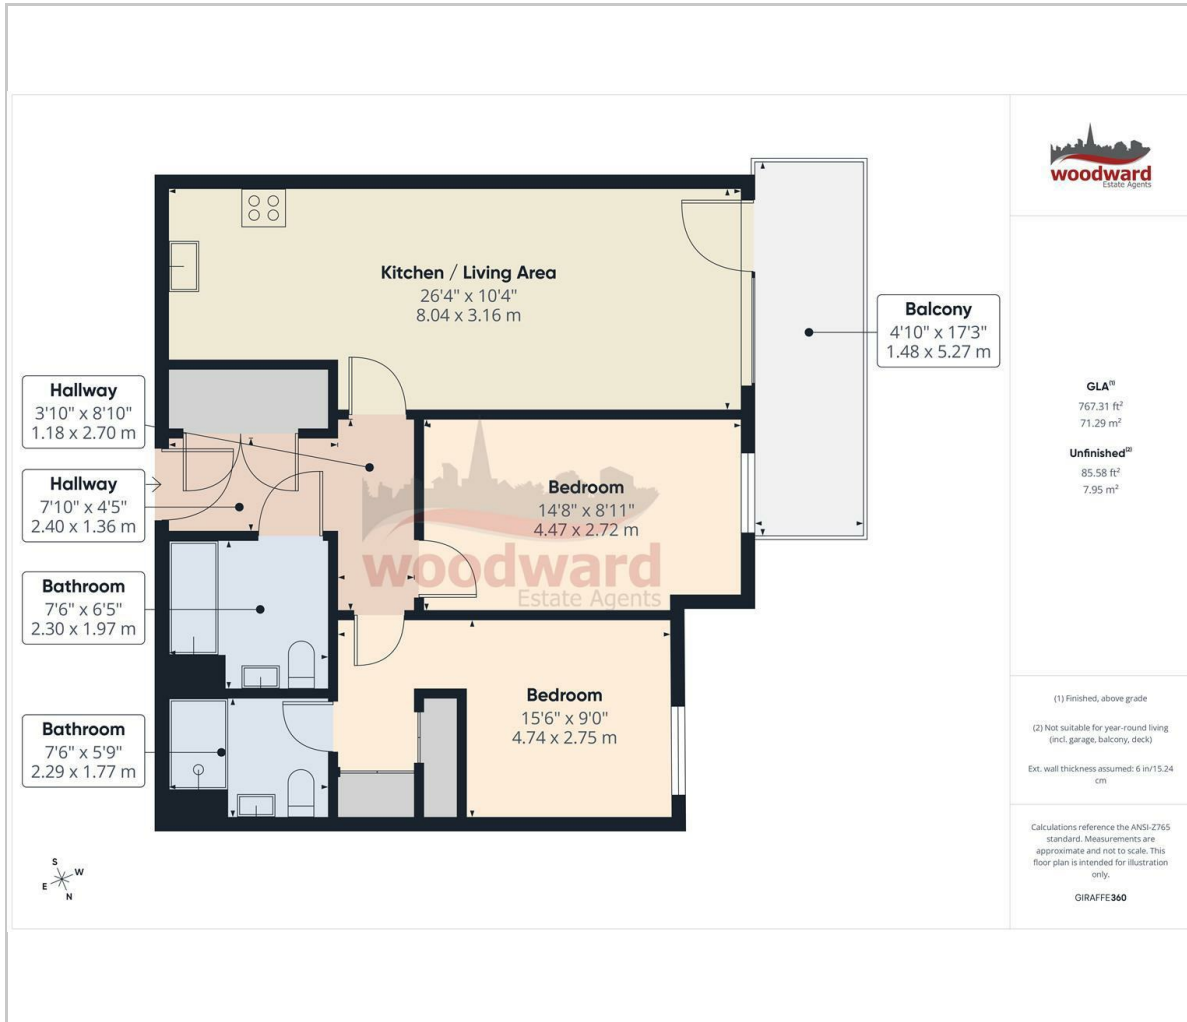 woodward
Estate Agents
Kitchen / Living Area
26'4" x 10'4"
8.04 x 3.16 m
Balcony
4'10" x 17'3"
1.48 x 5.27 m
Hallway
3'10" x 8'10"
1.18 x 2.70 m
Hallway
7'10" x 4'5"
2.40 x 1.36 m
Bedroom
14'8" x 8'11"
4.47 x 2.72 m
woodward
Estate Agents
Bathroom
7'6" x 6'5"
2.30 x 1.97 m
Bedroom
15'6" x 9'0"
4.74 x 2.75 m
Bathroom
7'6" x 5'9"
2.29 x 1.77 m
S
W
E
N
GLA(1)
767.31 ft²
71.29 m²
Unfinished(2)
85.58 ft²
7.95 m²
(1) Finished, above grade
(2) Not suitable for year-round living
(incl. garage, balcony, deck)
Ext. wall thickness assumed: 6 in/15.24
cm
Calculations reference the ANSI-Z765
standard. Measurements are
approximate and not to scale. This
floor plan is intended for illustration
only.
GIRAFFE360